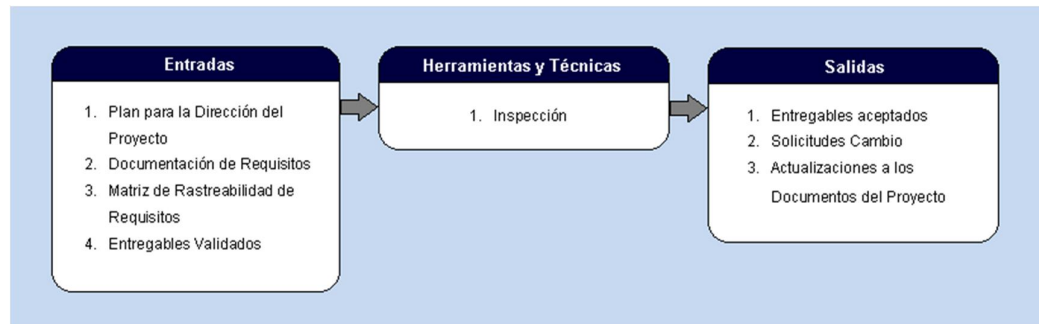 Entradas
1. Plan para la Dirección del
Proyecto
2. Documentación de Requisitos
3. Matriz de Rastreabilidad de
Requisitos
4. Entregables Validados
Herramientas y Técnicas
1. Inspección
Salidas
1. Entregables aceptados
2. Solicitudes Cambio
3. Actualizaciones a los
Documentos del Proyecto